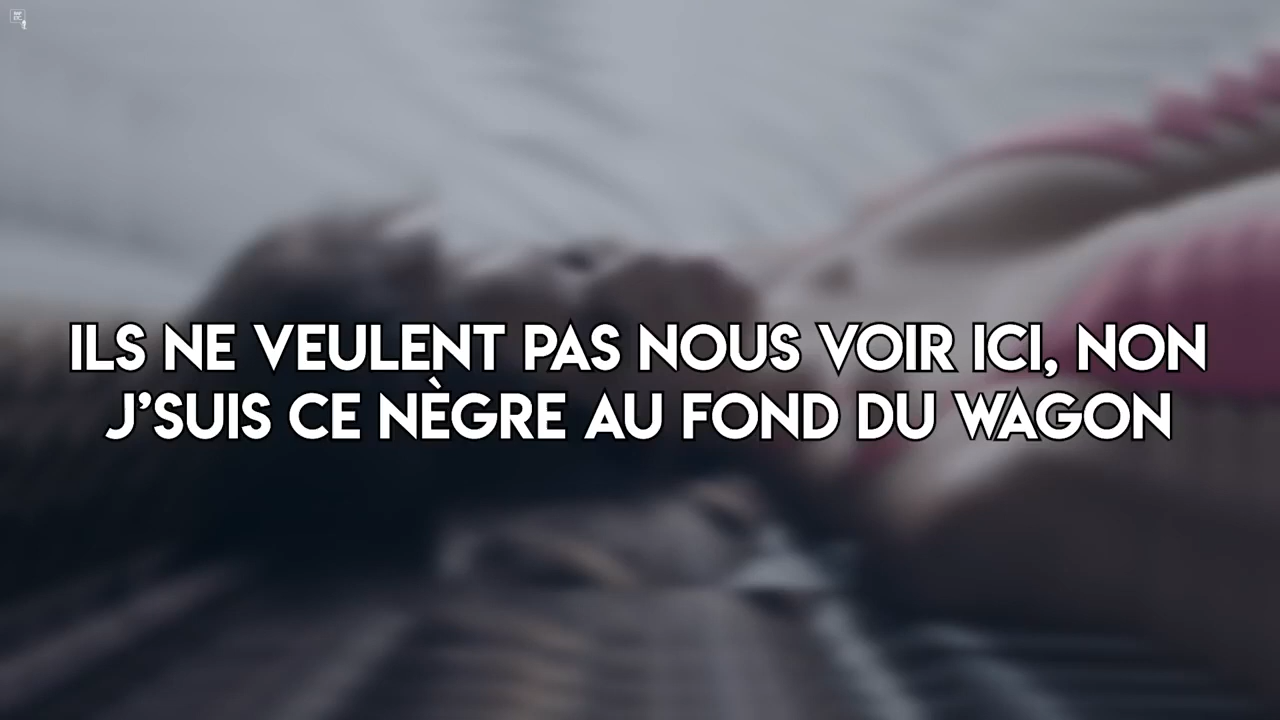 ILS NE VEULENT PAS NOUS VOIR ICI, NON
J'SUIS CE NÈGRE AU FOND DU WAGON